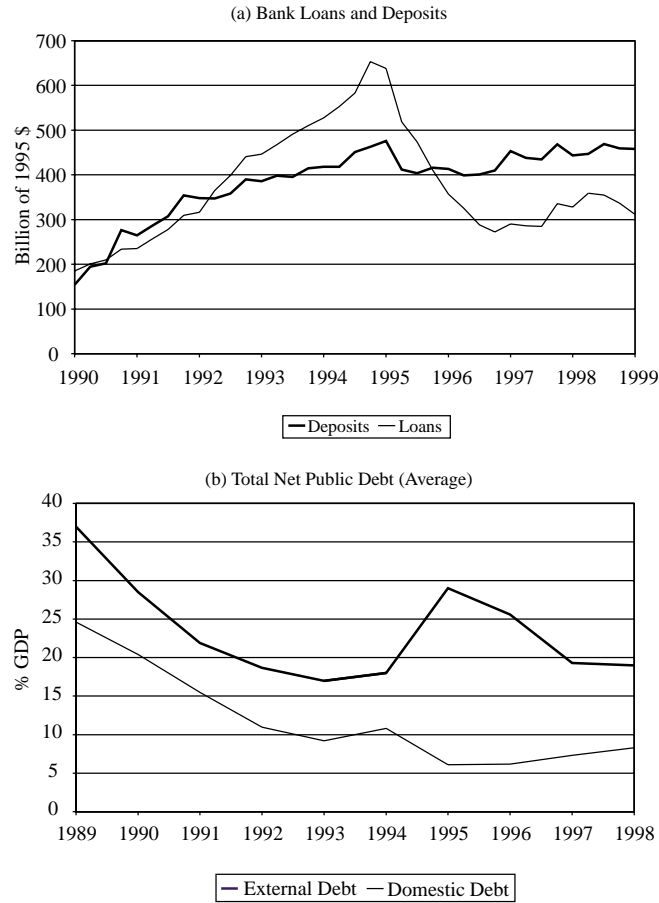 (a) Bank Loans and Deposits
700
600
500
400
300
200
100
0
Billion of 1995 $
1990 1991 1992 1993 1994 1995 1996 1997 1998 1999
Deposits Loans
(b) Total Net Public Debt (Average)
40
35
30
25
20
15
10
5
0
% GDP
1989 1990 1991 1992 1993 1994 1995 1996 1997 1998
External Debt Domestic Debt